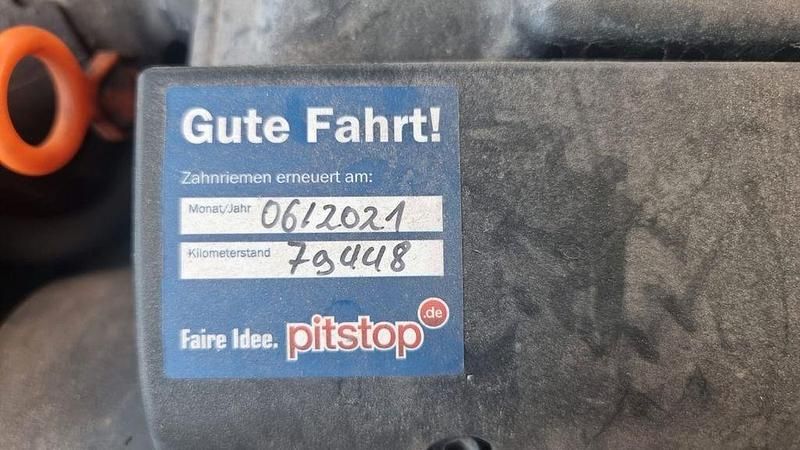 Gute Fahrt!
Zahnriemen erneuert am:
Monat/Jahr 06/2021
Kilometerstand 79448
Faire Idee. pitstop.de